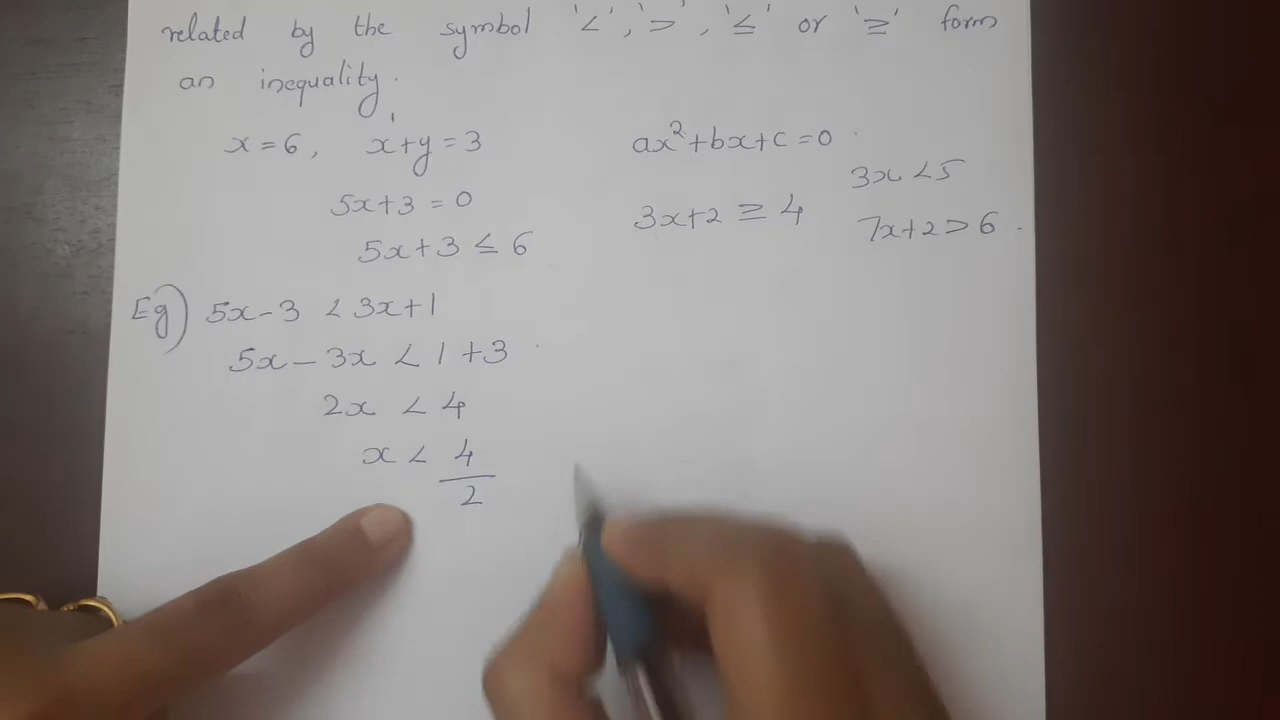 related by the symbol '<', '>', '≤' or '≥' form
an inequality.
x = 6, x + y = 3
ax² + bx + c = 0
5x + 3 = 0
3x < 5
5x + 3 ≤ 6
3x + 2 ≥ 4
7x + 2 > 6.
Eg) 5x - 3 < 3x + 1
5x - 3x < 1 + 3
2x < 4
x < 4/2